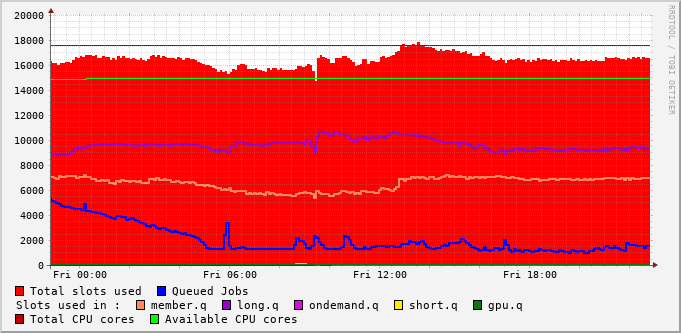 20000
18000
16000
14000
12000
10000
8000
6000
4000
2000
0
Fri 00:00 Fri 06:00 Fri 12:00 Fri 18:00
RRDTOOL / TOBI OETIKER
Total slots used Queued Jobs
Slots used in : member.q long.q ondemand.q short.q gpu.q
Total CPU cores Available CPU cores